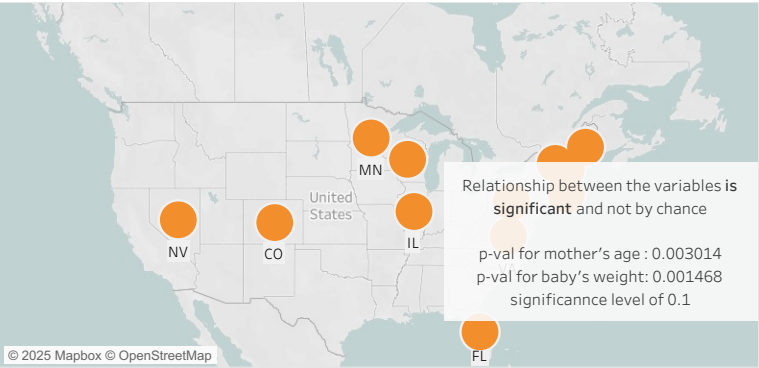 MN
United
States
NV
CO
IL
Relationship between the variables is
significant and not by chance
p-val for mother's age : 0.003014
p-val for baby's weight: 0.001468
significannce level of 0.1
FL
© 2025 Mapbox © OpenStreetMap